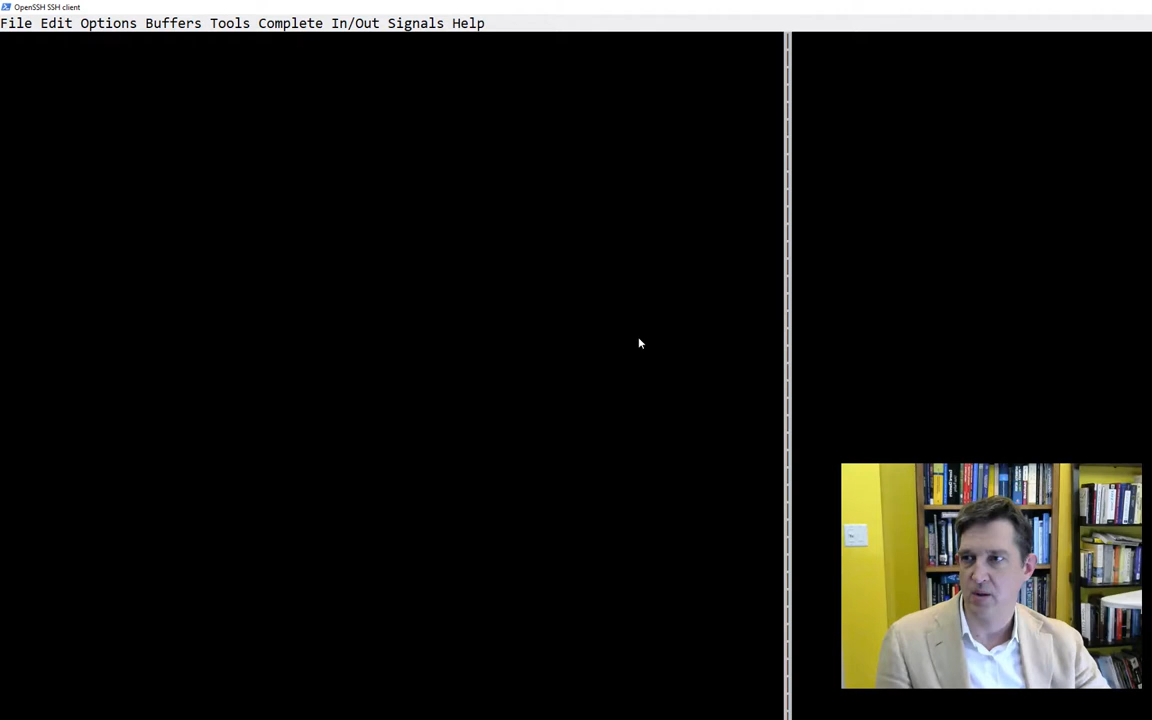 OpenSSH SSH client
File Edit Options Buffers Tools Complete In/Out Signals Help